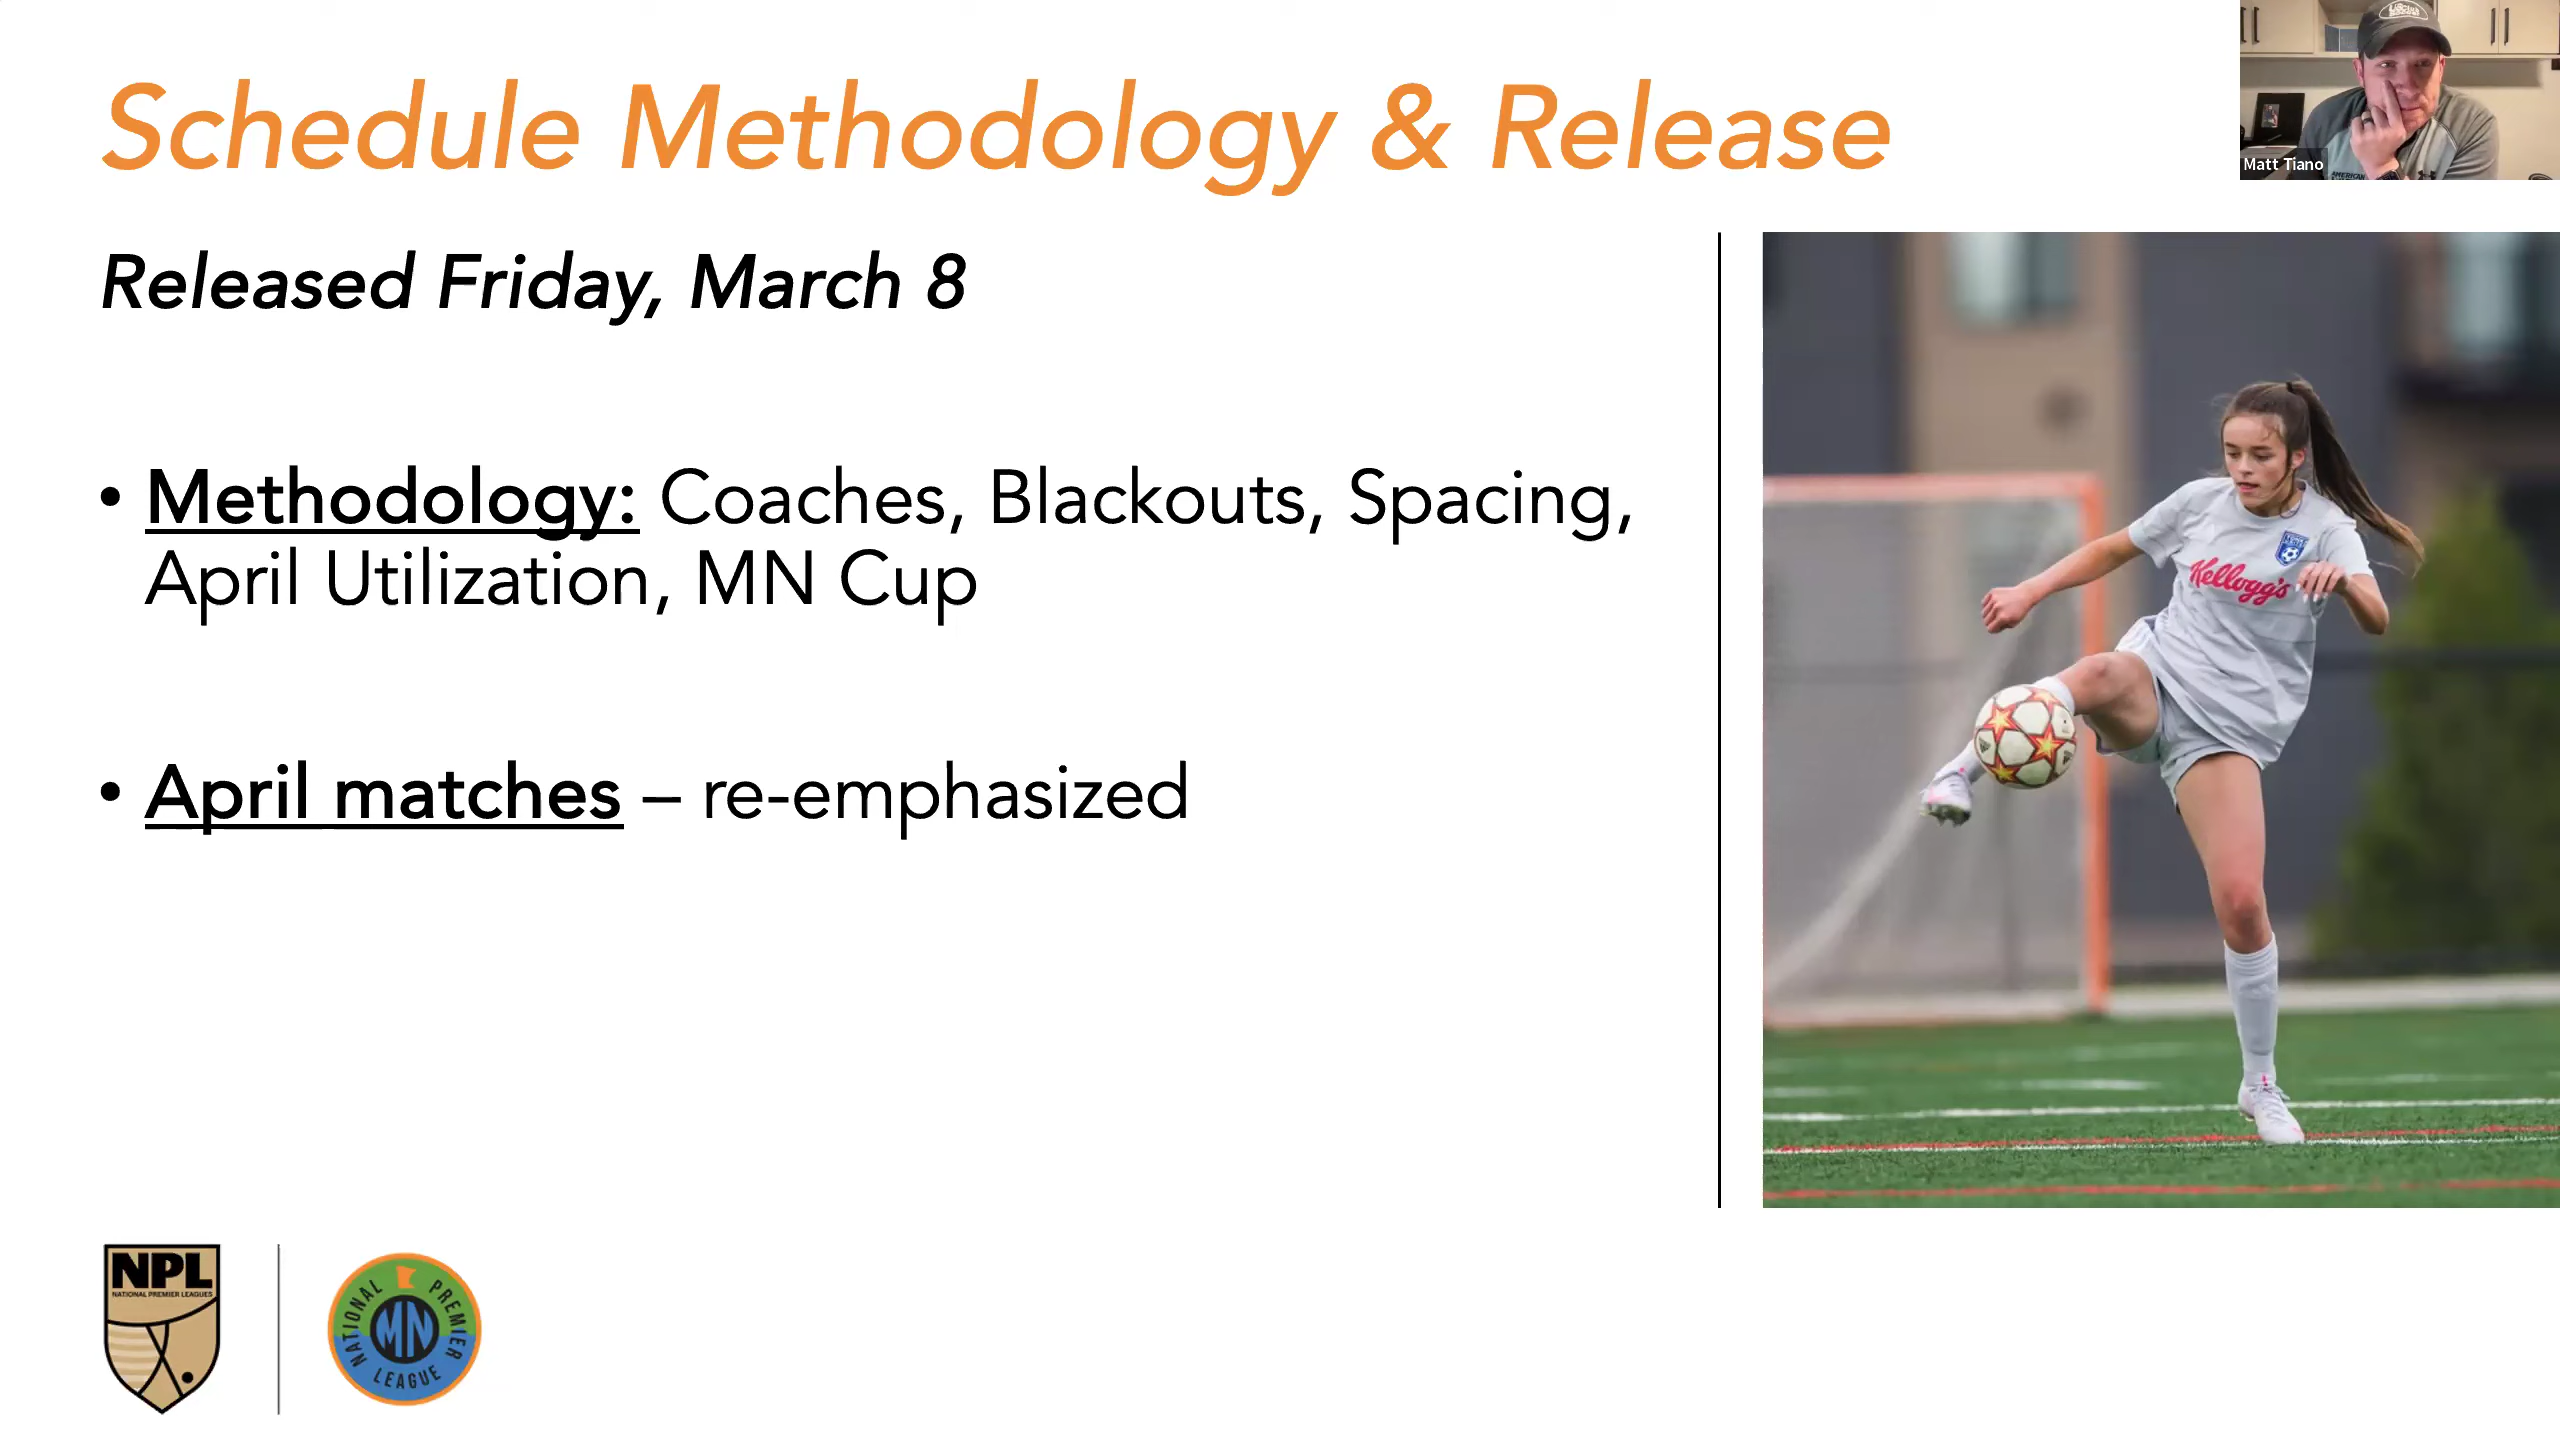 Schedule Methodology & Release
Matt Tiano
Released Friday, March 8
• Methodology: Coaches, Blackouts, Spacing,
April Utilization, MN Cup
• April matches – re-emphasized
Kellogg's
AMERICAN
NPL
NATIONAL PREMIER LEAGUES
NATIONAL PREMIER LEAGUE
MN